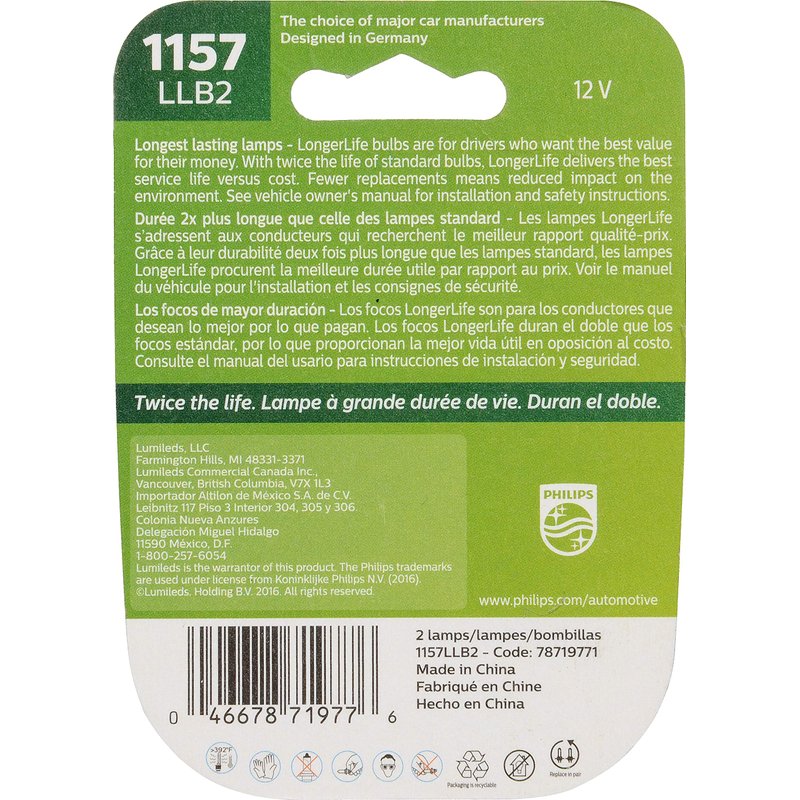 1157
LLB2
The choice of major car manufacturers
Designed in Germany
12 V
Longest lasting lamps - LongerLife bulbs are for drivers who want the best value
for their money. With twice the life of standard bulbs, LongerLife delivers the best
service life versus cost. Fewer replacements means reduced impact on the
environment. See vehicle owner's manual for installation and safety instructions.
Durée 2x plus longue que celle des lampes standard - Les lampes LongerLife
s'adressent aux conducteurs qui recherchent le meilleur rapport qualité-prix.
Grâce à leur durabilité deux fois plus longue que les lampes standard, les lampes
LongerLife procurent la meilleure durée utile par rapport au prix. Voir le manuel
du véhicule pour l'installation et les consignes de sécurité.
Los focos de mayor duración - Los focos LongerLife son para los conductores que
desean lo mejor por lo que pagan. Los focos LongerLife duran el doble que los
focos estándar, por lo que proporcionan la mejor vida útil en oposición al costo.
Consulte el manual del usario para instrucciones de instalación y seguridad.
Twice the life. Lampe à grande durée de vie. Duran el doble.
Lumileds, LLC
Farmington Hills, MI 48331-3371
Lumileds Commercial Canada Inc.,
Vancouver, British Columbia, V7X 1L3
Importador Altilon de México S.A. de C.V.
Leibnitz 117 Piso 3 Interior 304, 305 y 306.
Colonia Nueva Anzures
Delegación Miguel Hidalgo
11590 México, D.F.
1-800-257-6054
Lumileds is the warrantor of this product. The Philips trademarks
are used under license from Koninklijke Philips N.V. (2016).
©Lumileds. Holding B.V. 2016. All rights reserved.
PHILIPS
www.philips.com/automotive
2 lamps/lampes/bombillas
1157LLB2 - Code: 78719771
Made in China
Fabriqué en Chine
Hecho en China
0 46678 71977 6
>392°F
Packaging is recyclable
Replace in pair